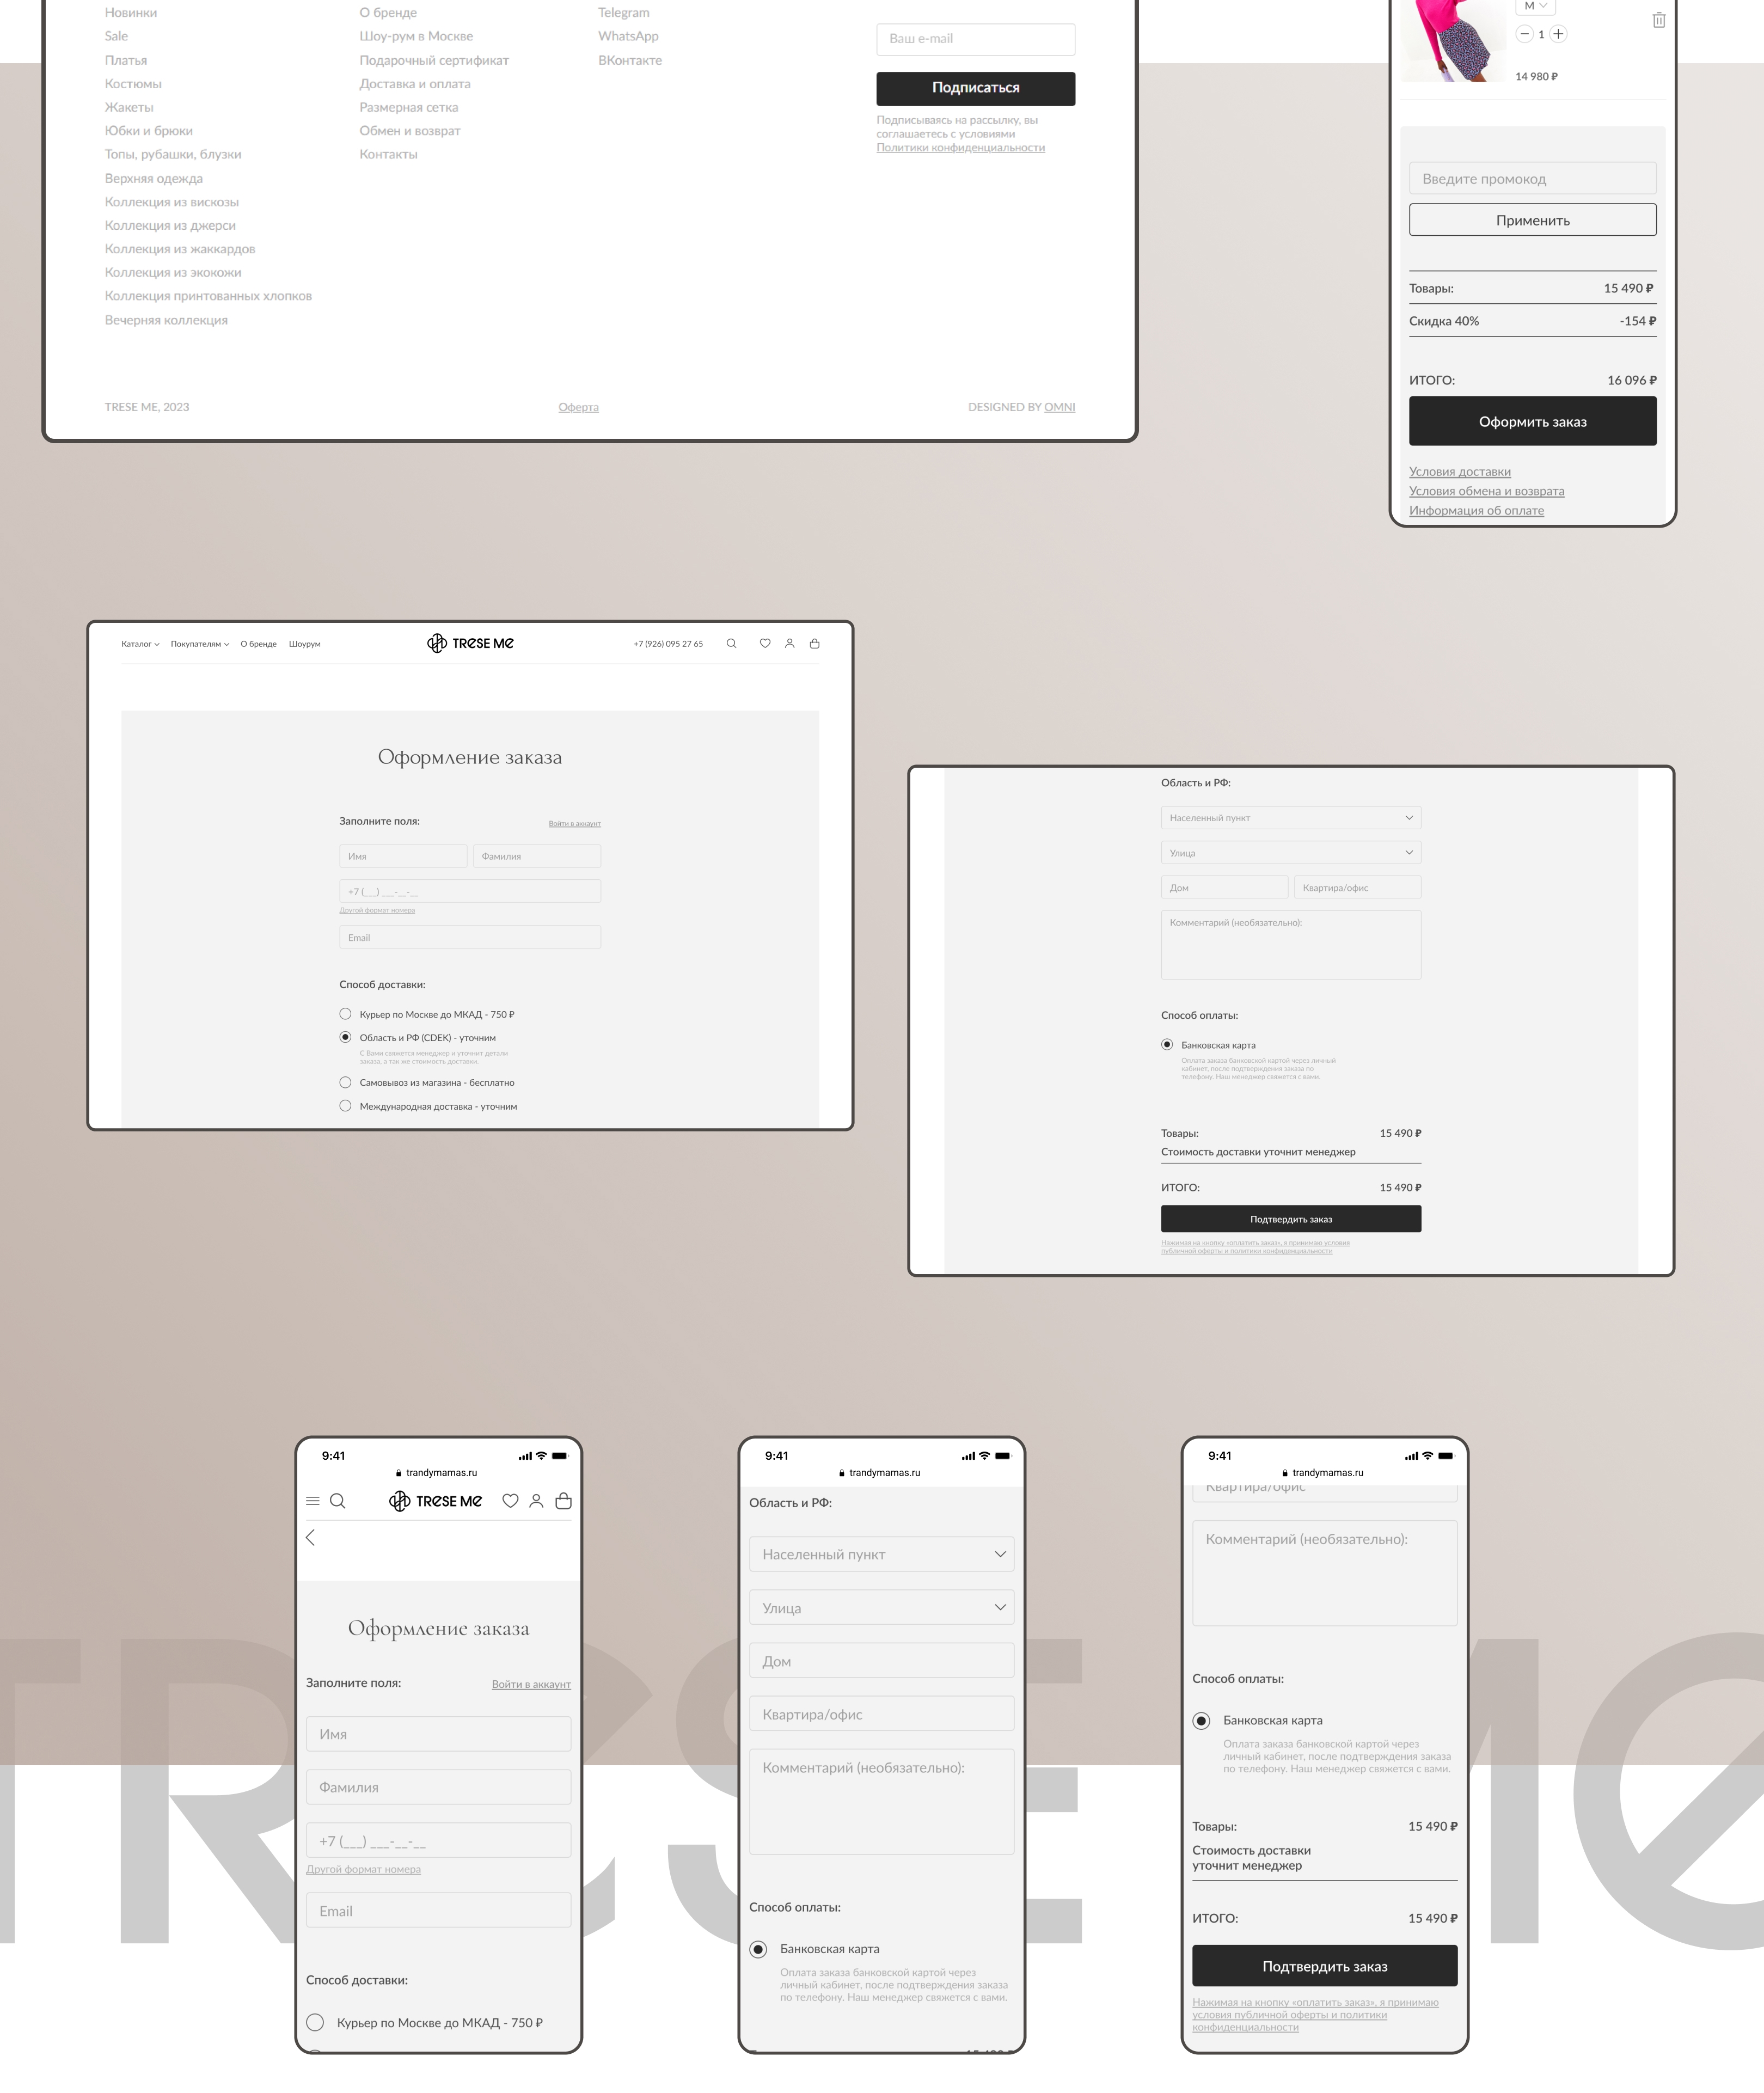 Новинки
Sale
Платья
Костюмы
Жакеты
Юбки и брюки
Топы, рубашки, блузки
Верхняя одежда
Коллекция из вискозы
Коллекция из джерси
Коллекция из жаккардов
Коллекция из экокожи
Коллекция принтованных хлопков
Вечерняя коллекция
О бренде
Шоу-рум в Москве
Подарочный сертификат
Доставка и оплата
Размерная сетка
Обмен и возврат
Контакты
Telegram
WhatsApp
ВКонтакте
Ваш e-mail
Подписаться
Подписываясь на рассылку, вы
соглашаетесь с условиями
Политики конфиденциальности
TRESE ME, 2023
Оферта
DESIGNED BY OMNI
M
1
14 980 ₽
Введите промокод
Применить
Товары: 15 490 ₽
Скидка 40% -154 ₽
ИТОГО: 16 096 ₽
Оформить заказ
Условия доставки
Условия обмена и возврата
Информация об оплате
Каталог Покупателям О бренде Шоурум TRESE ME +7 (926) 095 27 65
Оформление заказа
Заполните поля: Войти в аккаунт
Имя Фамилия
+7 (___) ___-__-__
Другой формат номера
Email
Способ доставки:
Курьер по Москве до МКАД - 750 ₽
Область и РФ (CDEK) - уточним
С Вами свяжется менеджер и уточнит детали
заказа, а так же стоимость доставки.
Самовывоз из магазина - бесплатно
Международная доставка - уточним
Область и РФ:
Населенный пункт
Улица
Дом Квартира/офис
Комментарий (необязательно):
Способ оплаты:
Банковская карта
Оплата заказа банковской картой через личный
кабинет, после подтверждения заказа по
телефону. Наш менеджер свяжется с вами.
Товары: 15 490 ₽
Стоимость доставки уточнит менеджер
ИТОГО: 15 490 ₽
Подтвердить заказ
Нажимая на кнопку «оплатить заказ», я принимаю условия
публичной оферты и политики конфиденциальности
9:41
trandymamas.ru
TRESE ME
Оформление заказа
Заполните поля: Войти в аккаунт
Имя
Фамилия
+7 (___) ___-__-__
Другой формат номера
Email
Способ доставки:
Курьер по Москве до МКАД - 750 ₽
9:41
trandymamas.ru
Область и РФ:
Населенный пункт
Улица
Дом
Квартира/офис
Комментарий (необязательно):
Способ оплаты:
Банковская карта
Оплата заказа банковской картой через
личный кабинет, после подтверждения заказа
по телефону. Наш менеджер свяжется с вами.
9:41
trandymamas.ru
Квартира/офис
Комментарий (необязательно):
Способ оплаты:
Банковская карта
Оплата заказа банковской картой через
личный кабинет, после подтверждения заказа
по телефону. Наш менеджер свяжется с вами.
Товары: 15 490 ₽
Стоимость доставки
уточнит менеджер
ИТОГО: 15 490 ₽
Подтвердить заказ
Нажимая на кнопку «оплатить заказ», я принимаю
условия публичной оферты и политики
конфиденциальности
TRESE ME